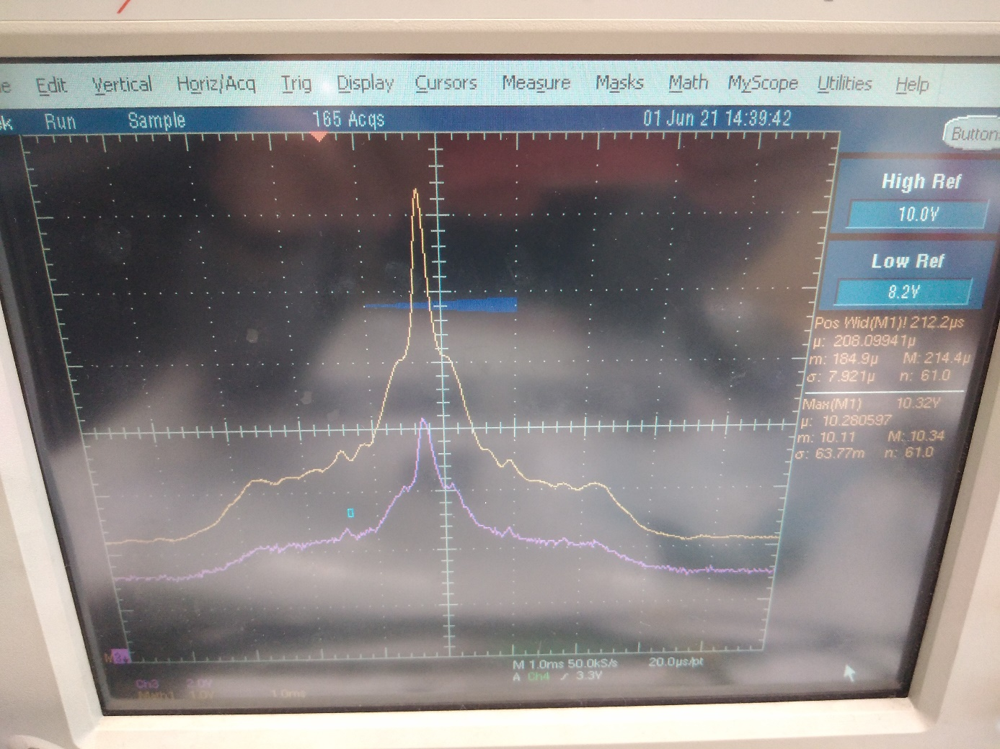 Edit Vertical Horiz/Acq Trig Display Cursors Measure Masks Math MyScope Utilities Help
Run Sample 165 Acqs 01 Jun 21 14:39:42
Button
High Ref
10.0V
Low Ref
8.2V
Pos Wid(M1)! 212.2µs
µ: 208.09941µ
m: 184.9µ M: 214.4µ
σ: 7.921µ n: 61.0
Max(M1) 10.32V
µ: 10.280597
m: 10.11 M: 10.34
σ: 63.77m n: 61.0
M 1.0ms 50.0kS/s 20.0µs/pt
A Ch4 3.3V
Ch3 2.0V
Math1 1.0V 1.0ms